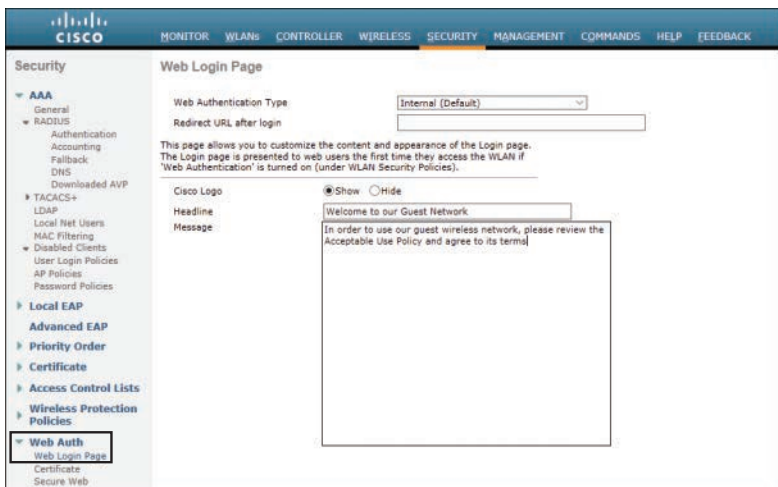 CISCO
MONITOR WLANs CONTROLLER WIRELESS SECURITY MANAGEMENT COMMANDS HELP FEEDBACK
Security
AAA
General
RADIUS
Authentication
Accounting
Fallback
DNS
Downloaded AVP
TACACS+
LDAP
Local Net Users
MAC Filtering
Disabled Clients
User Login Policies
AP Policies
Password Policies
Local EAP
Advanced EAP
Priority Order
Certificate
Access Control Lists
Wireless Protection
Policies
Web Auth
Web Login Page
Certificate
Secure Web
Web Login Page
Web Authentication Type Internal (Default)
Redirect URL after login
This page allows you to customize the content and appearance of the Login page.
The Login page is presented to web users the first time they access the WLAN if
'Web Authentication' is turned on (under WLAN Security Policies).
Cisco Logo Show Hide
Headline Welcome to our Guest Network
Message In order to use our guest wireless network, please review the
Acceptable Use Policy and agree to its terms